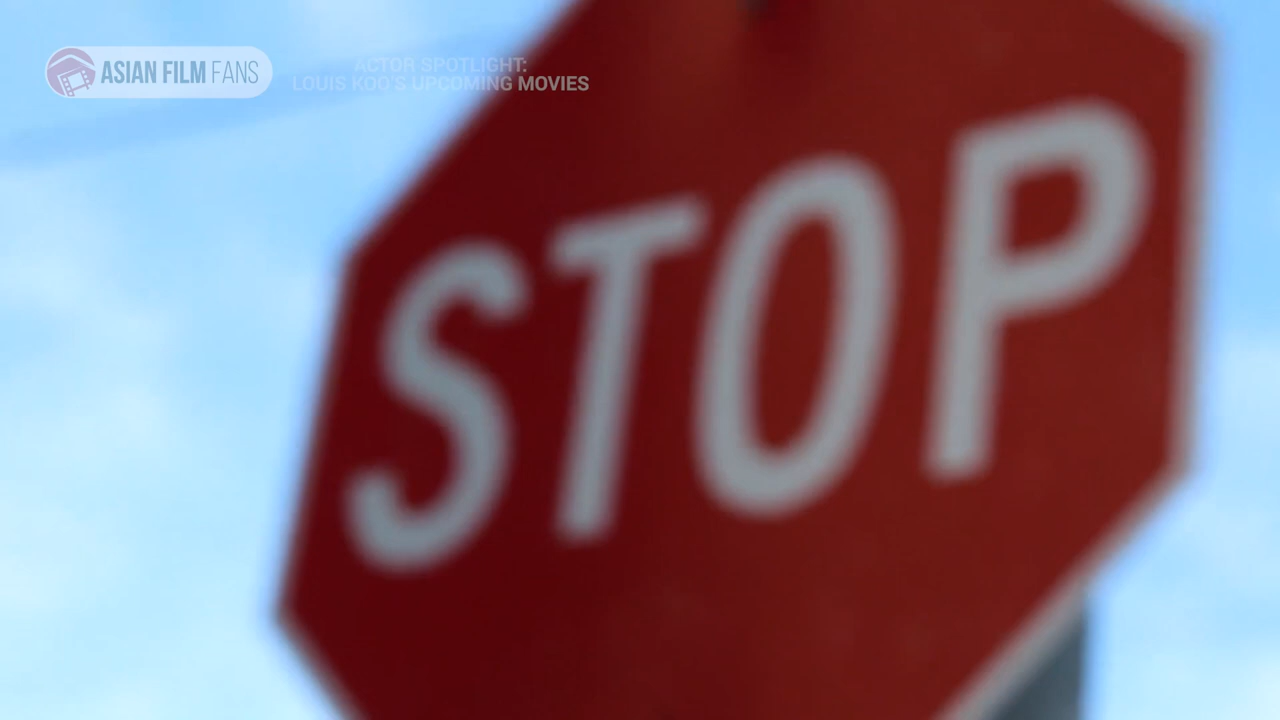 ASIAN FILM FANS
ACTOR SPOTLIGHT:
LOUIS KOO'S UPCOMING MOVIES
STOP